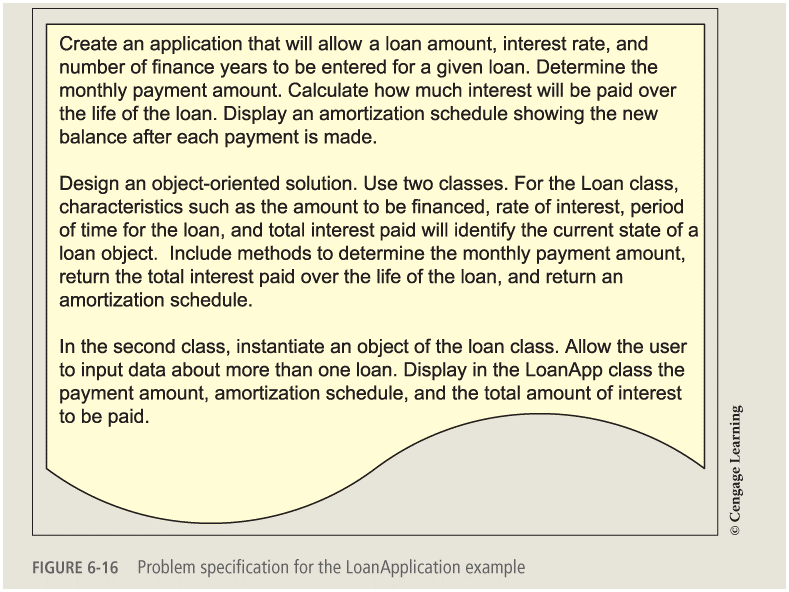 Create an application that will allow a loan amount, interest rate, and
number of finance years to be entered for a given loan. Determine the
monthly payment amount. Calculate how much interest will be paid over
the life of the loan. Display an amortization schedule showing the new
balance after each payment is made.
Design an object-oriented solution. Use two classes. For the Loan class,
characteristics such as the amount to be financed, rate of interest, period
of time for the loan, and total interest paid will identify the current state of a
loan object.  Include methods to determine the monthly payment amount,
return the total interest paid over the life of the loan, and return an
amortization schedule.
In the second class, instantiate an object of the loan class. Allow the user
to input data about more than one loan. Display in the LoanApp class the
payment amount, amortization schedule, and the total amount of interest
to be paid.
© Cengage Learning
FIGURE 6-16 Problem specification for the LoanApplication example